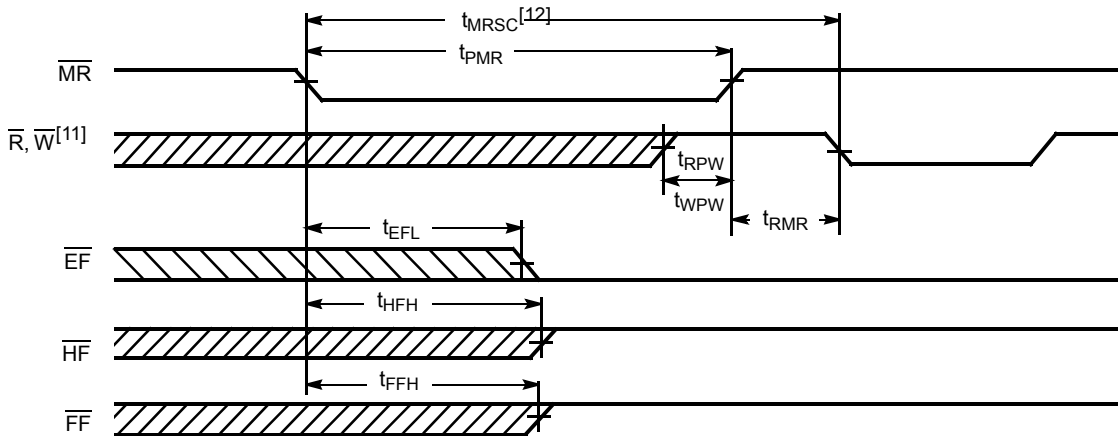 tMRSC[12]
tPMR
MR
R, W[11]
tRPW
tWPW
tRMR
tEFL
EF
tHFH
HF
tFFH
FF